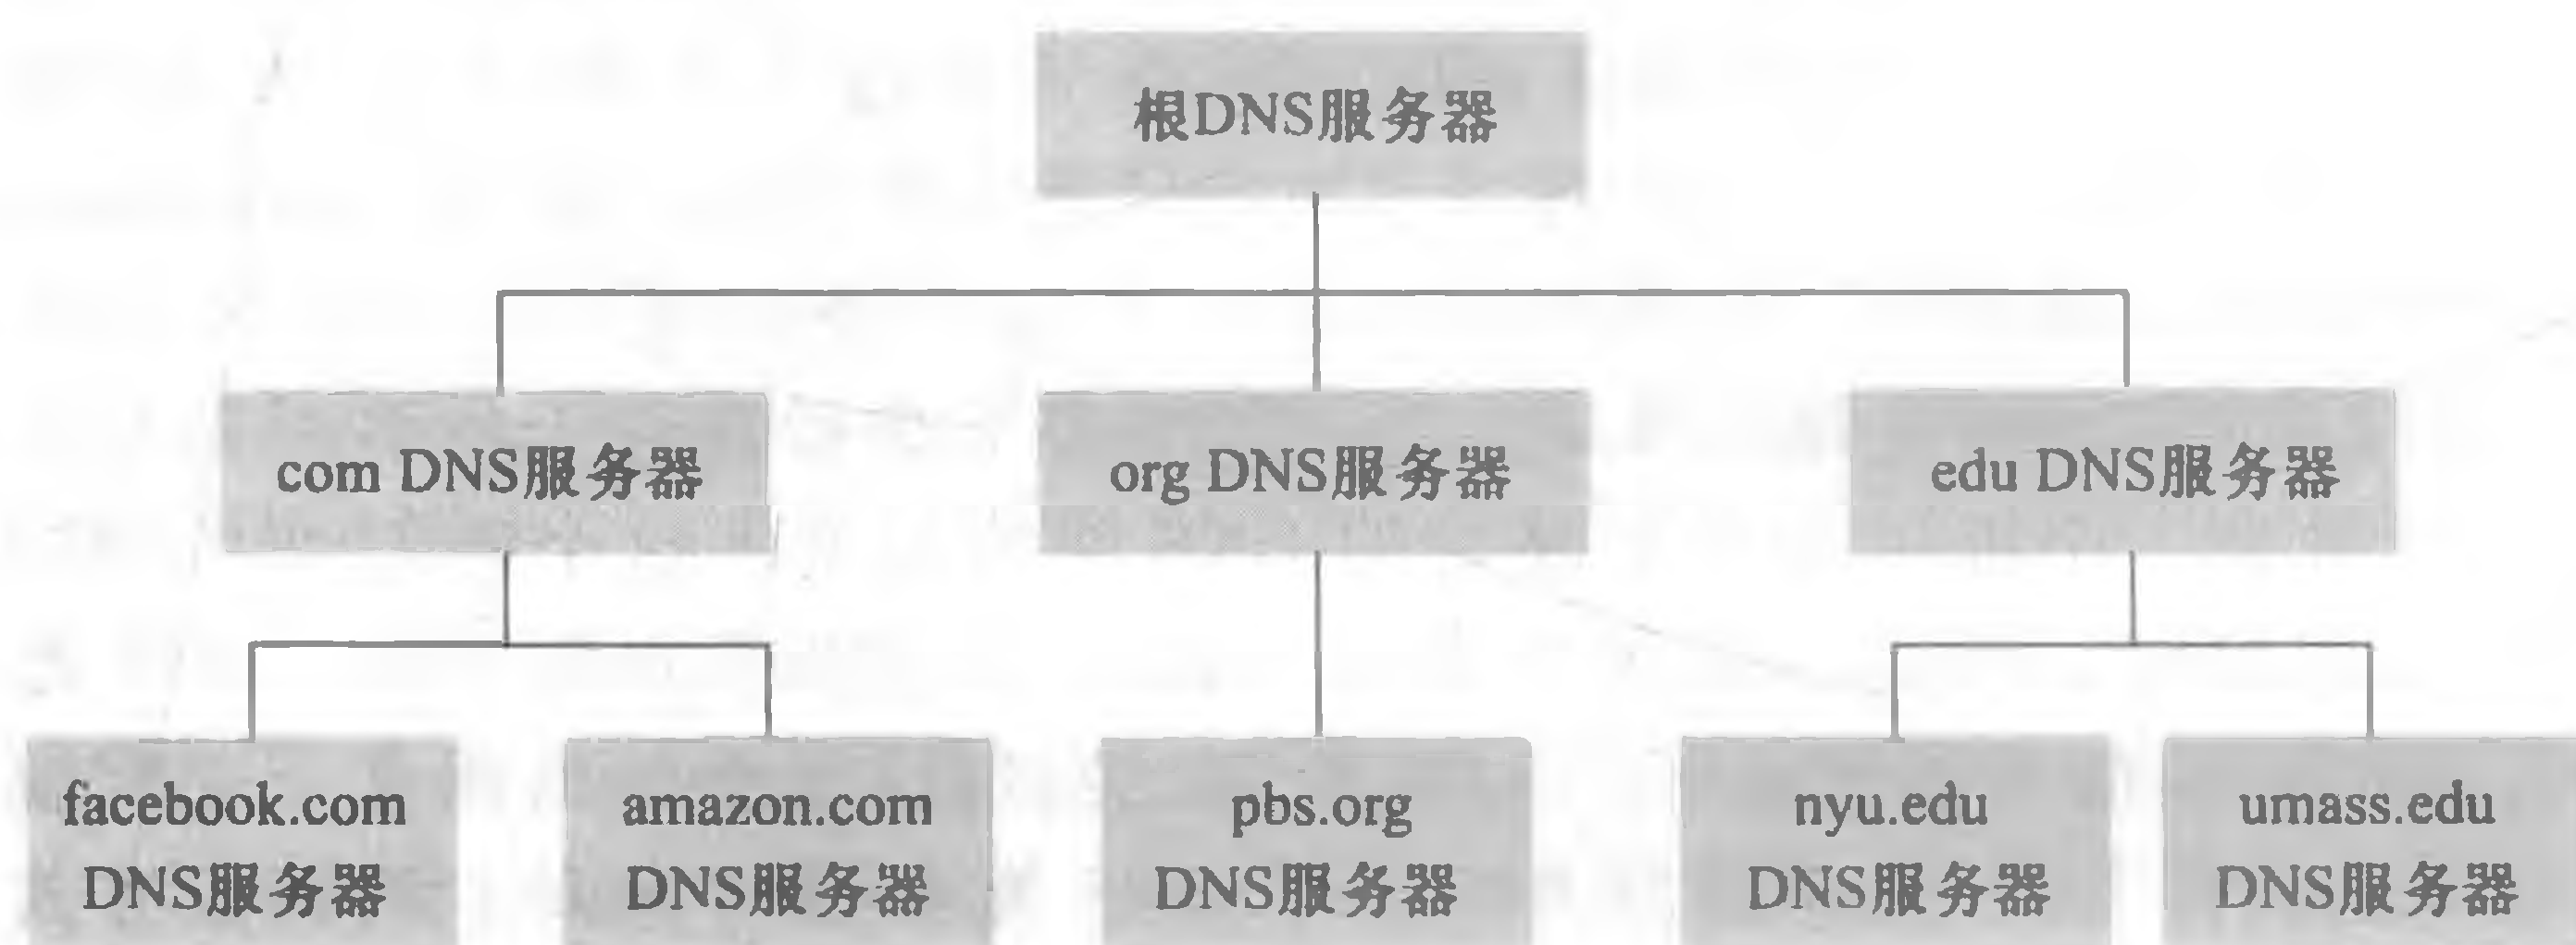 根DNS服务器
com DNS服务器
org DNS服务器
edu DNS服务器
facebook.com
DNS服务器
amazon.com
DNS服务器
pbs.org
DNS服务器
nyu.edu
DNS服务器
umass.edu
DNS服务器